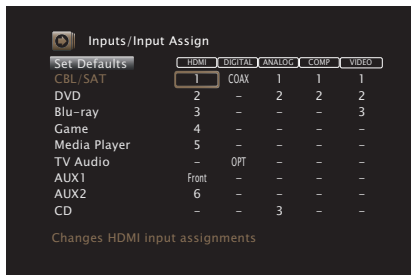 Inputs/Input Assign
Set Defaults HDMI DIGITAL ANALOG COMP VIDEO
CBL/SAT 1 COAX 1 1 1
DVD 2 – 2 2 2
Blu-ray 3 – – – 3
Game 4 – – – –
Media Player 5 – – – –
TV Audio – OPT – – –
AUX1 Front – – – –
AUX2 6 – – – –
CD – – 3 – –
Changes HDMI input assignments